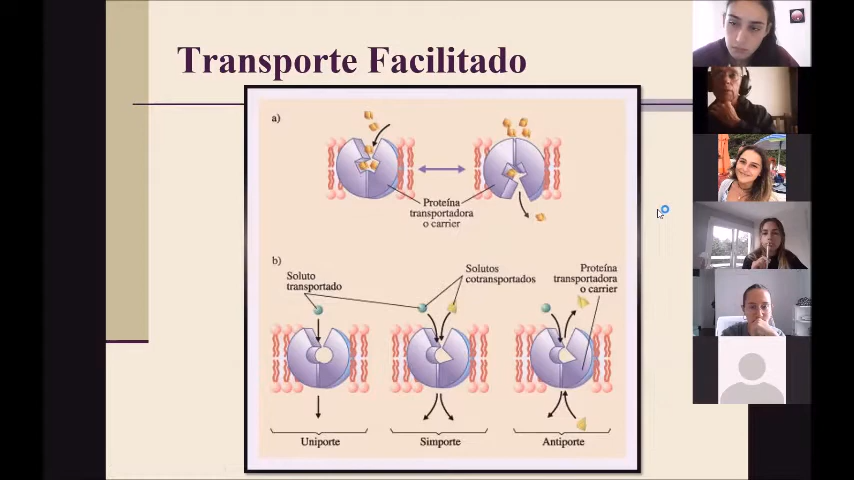 Transporte Facilitado
a)
Proteína
transportadora
o carrier
b)
Soluto
transportado
Solutos
cotransportados
Proteína
transportadora
o carrier
Uniporte
Simporte
Antiporte